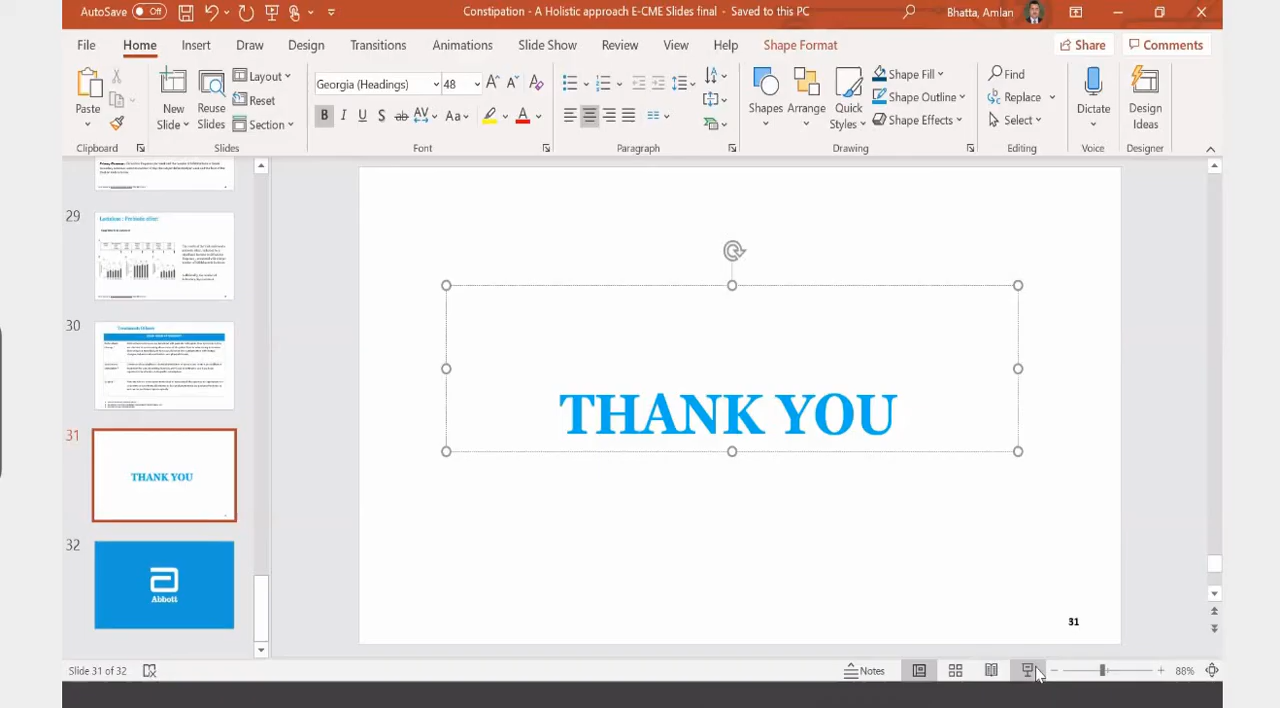 AutoSave Off
Constipation - A Holistic approach E-CME Slides final - Saved to this PC
Bhatta, Amlan
File Home Insert Draw Design Transitions Animations Slide Show Review View Help Shape Format
Share
Comments
Paste
Clipboard
New Slide
Reuse Slides
Layout
Reset
Section
Slides
Georgia (Headings) 48
B I U S ab AV Aa A
Font
Paragraph
Shapes
Arrange
Quick Styles
Shape Fill
Shape Outline
Shape Effects
Drawing
Find
Replace
Select
Editing
Dictate
Voice
Design Ideas
Designer
29
30
31
THANK YOU
32
Abbott
THANK YOU
31
Slide 31 of 32
Notes
88%